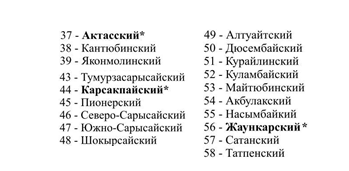 37 - Актасский*
38 - Кантюбинский
39 - Яконмолинский
43 - Тумурзасарысайский
44 - Карсакпайский*
45 - Пионерский
46 - Северо-Сарысайский
47 - Южно-Сарысайский
48 - Шокырсайский
49 - Алтуайтский
50 - Дюсембайский
51 - Курайлинский
52 - Куламбайский
53 - Майтюбинский
54 - Акбулакский
55 - Насымбайкий
56 - Жаункарский*
57 - Сатанский
58 - Татпенский